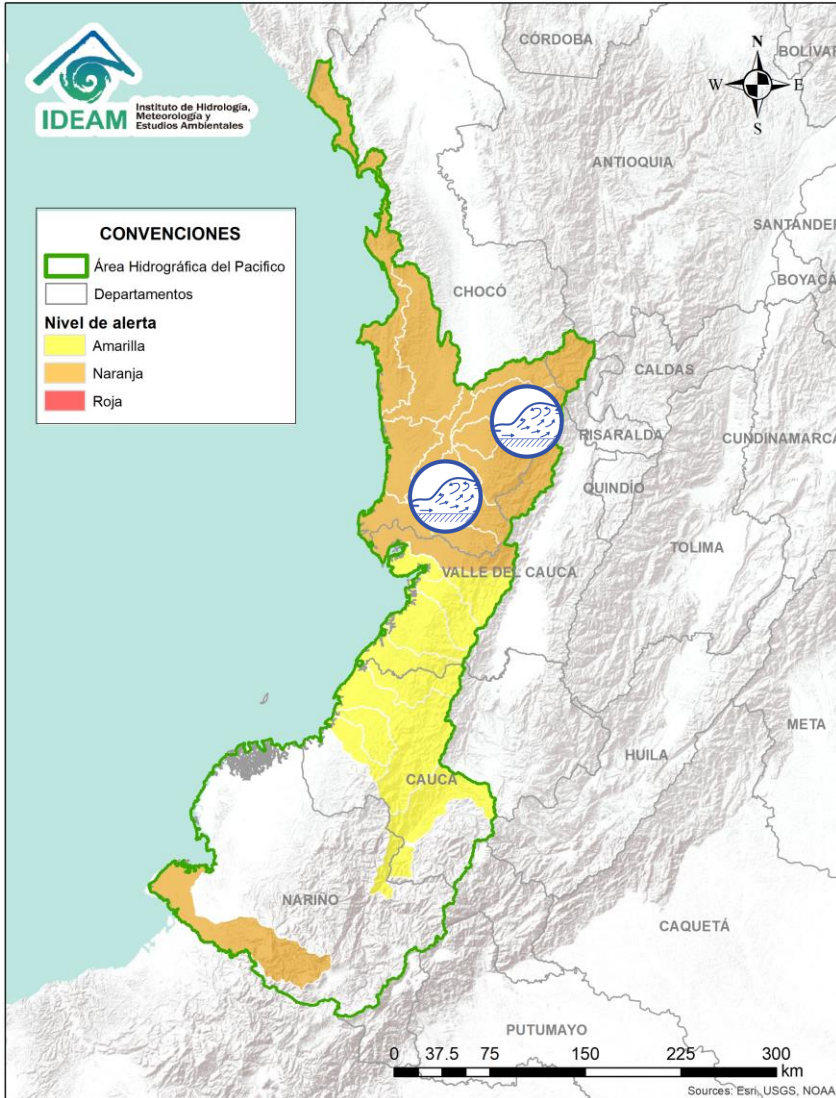 IDEAM
Instituto de Hidrología,
Meteorología y
Estudios Ambientales
CÓRDOBA
BOLÍVAR
N
W
E
S
ANTIOQUIA
SANTANDER
BOYACÁ
CONVENCIONES
Área Hidrográfica del Pacifico
Departamentos
Nivel de alerta
Amarilla
Naranja
Roja
CHOCÓ
CALDAS
RISARALDA
CUNDINAMARCA
QUINDÍO
TOLIMA
VALLE DEL CAUCA
META
HUILA
CAUCA
NARIÑO
CAQUETÁ
PUTUMAYO
0 37.5 75 150 225 300
km
Sources: Esri, USGS, NOAA